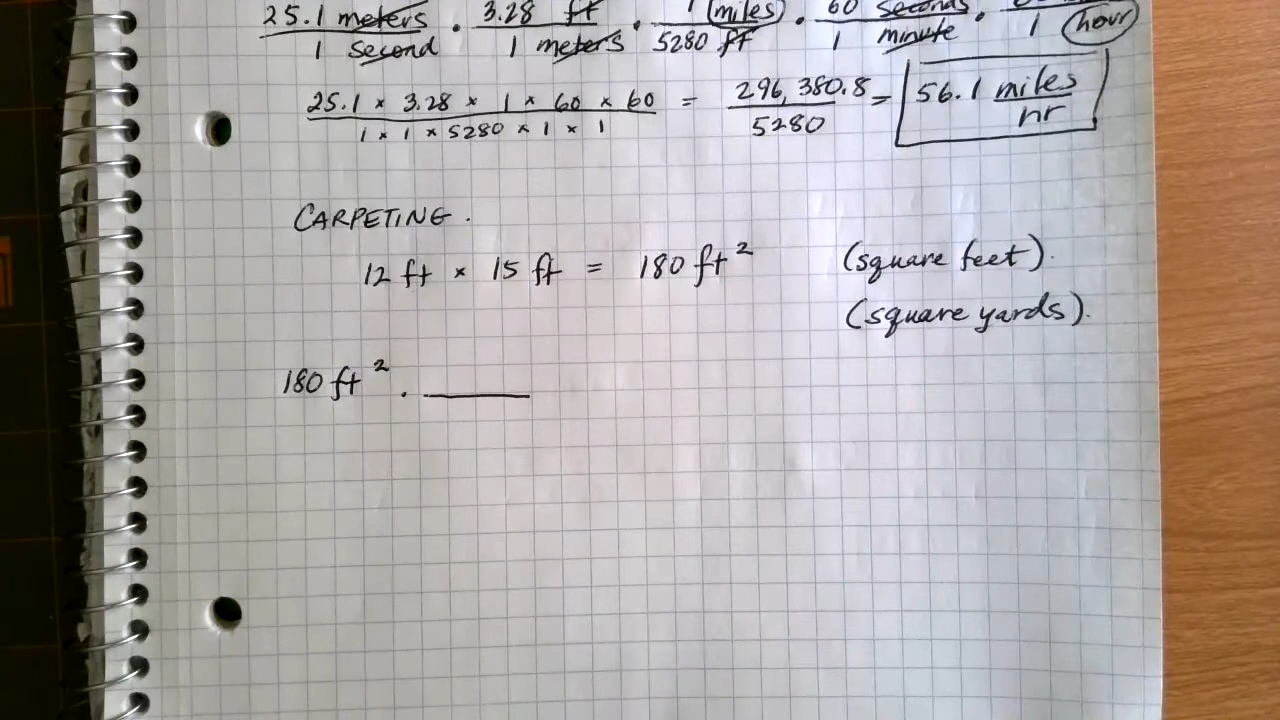 25.1 meters . 3.28 ft . 1 miles . 60 seconds .
1 second 1 meters 5280 ft 1 minute 1 hour
25.1 × 3.28 × 1 × 60 × 60 = 296,380.8 = 56.1 miles
1 × 1 × 5280 × 1 × 1 5280 hr
CARPETING.
12 ft × 15 ft = 180 ft² (square feet).
(square yards).
180 ft² . ____